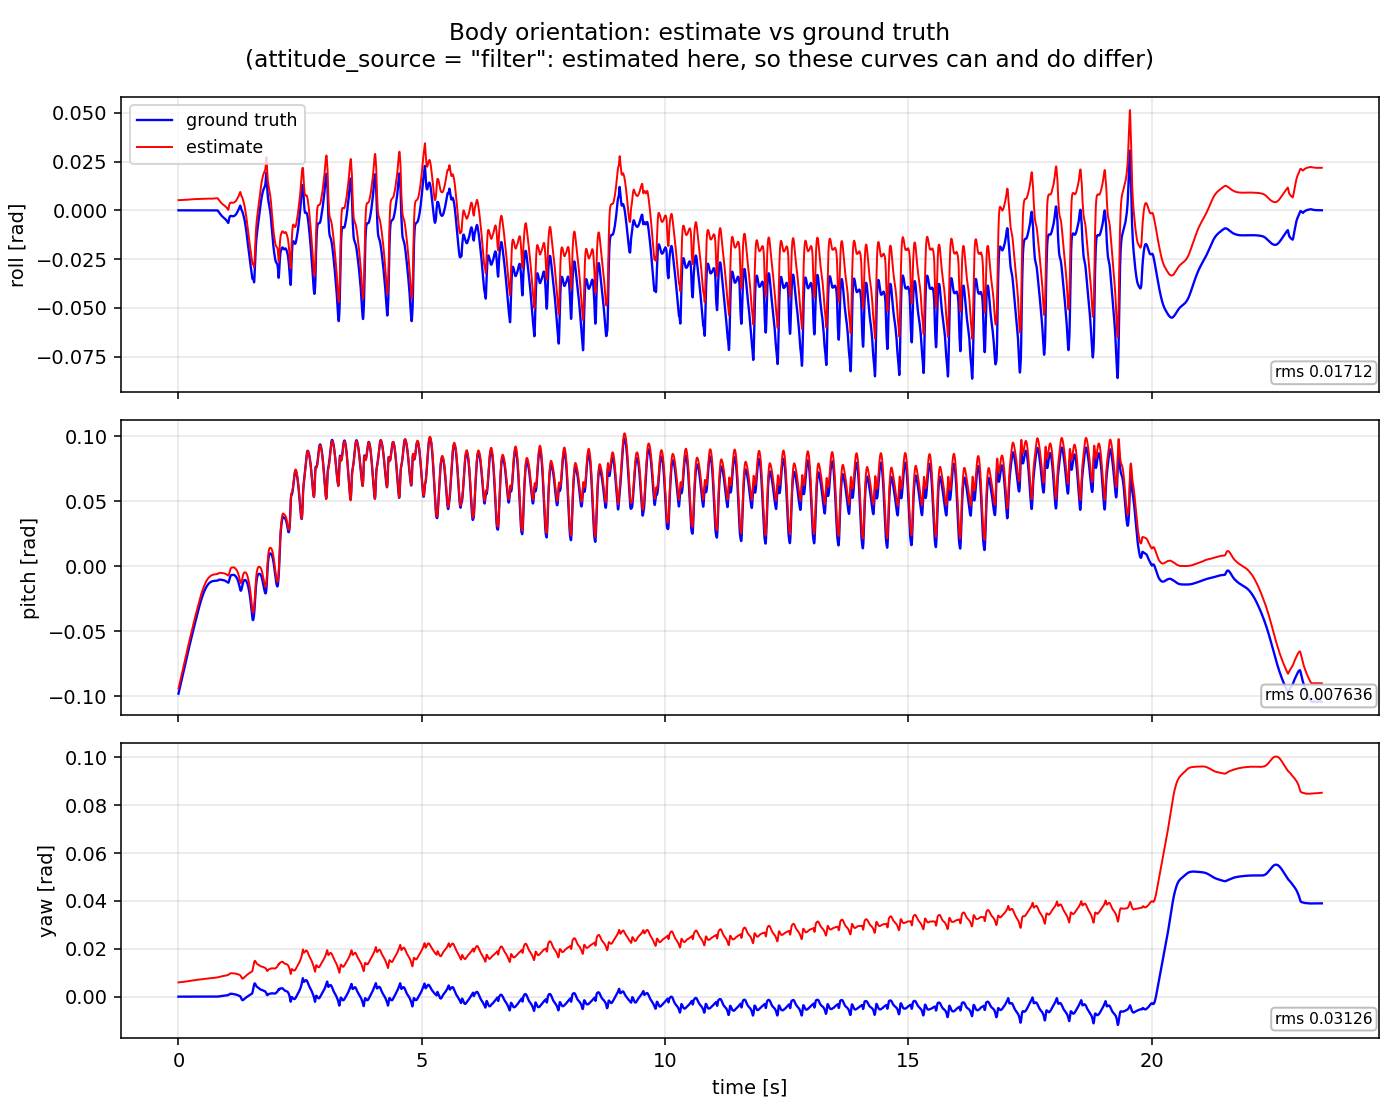 Body orientation: estimate vs ground truth
(attitude_source = "filter": estimated here, so these curves can and do differ)
ground truth
estimate
roll [rad]
0.050
0.025
0.000
−0.025
−0.050
−0.075
rms 0.01712
pitch [rad]
0.10
0.05
0.00
−0.05
−0.10
rms 0.007636
yaw [rad]
0.10
0.08
0.06
0.04
0.02
0.00
rms 0.03126
0
5
10
15
20
time [s]